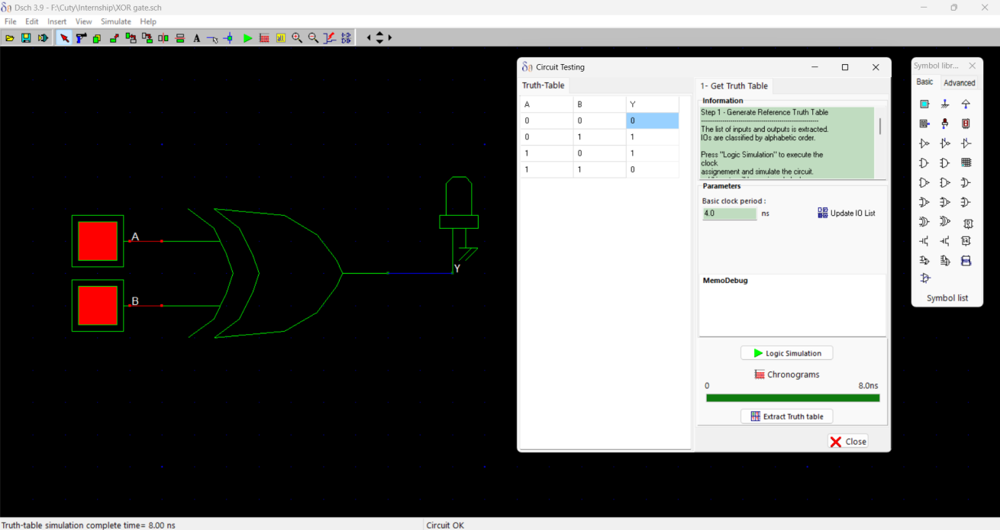 Dsch 3.9 - F:\Cuty\Internship\XOR gate.sch
File Edit Insert View Simulate Help
A
B
Y
Circuit Testing
Truth-Table
A B Y
0 0 0
0 1 1
1 0 1
1 1 0
1- Get Truth Table
Information
Step 1 - Generate Reference Truth Table
The list of inputs and outputs is extracted.
IOs are classified by alphabetic order.
Press "Logic Simulation" to execute the
clock
assignement and simulate the circuit.
Parameters
Basic clock period :
4.0 ns Update IO List
MemoDebug
Logic Simulation
Chronograms
0 8.0ns
Extract Truth table
Close
Symbol libr...
Basic Advanced
Symbol list
Truth-table simulation complete time= 8.00 ns Circuit OK